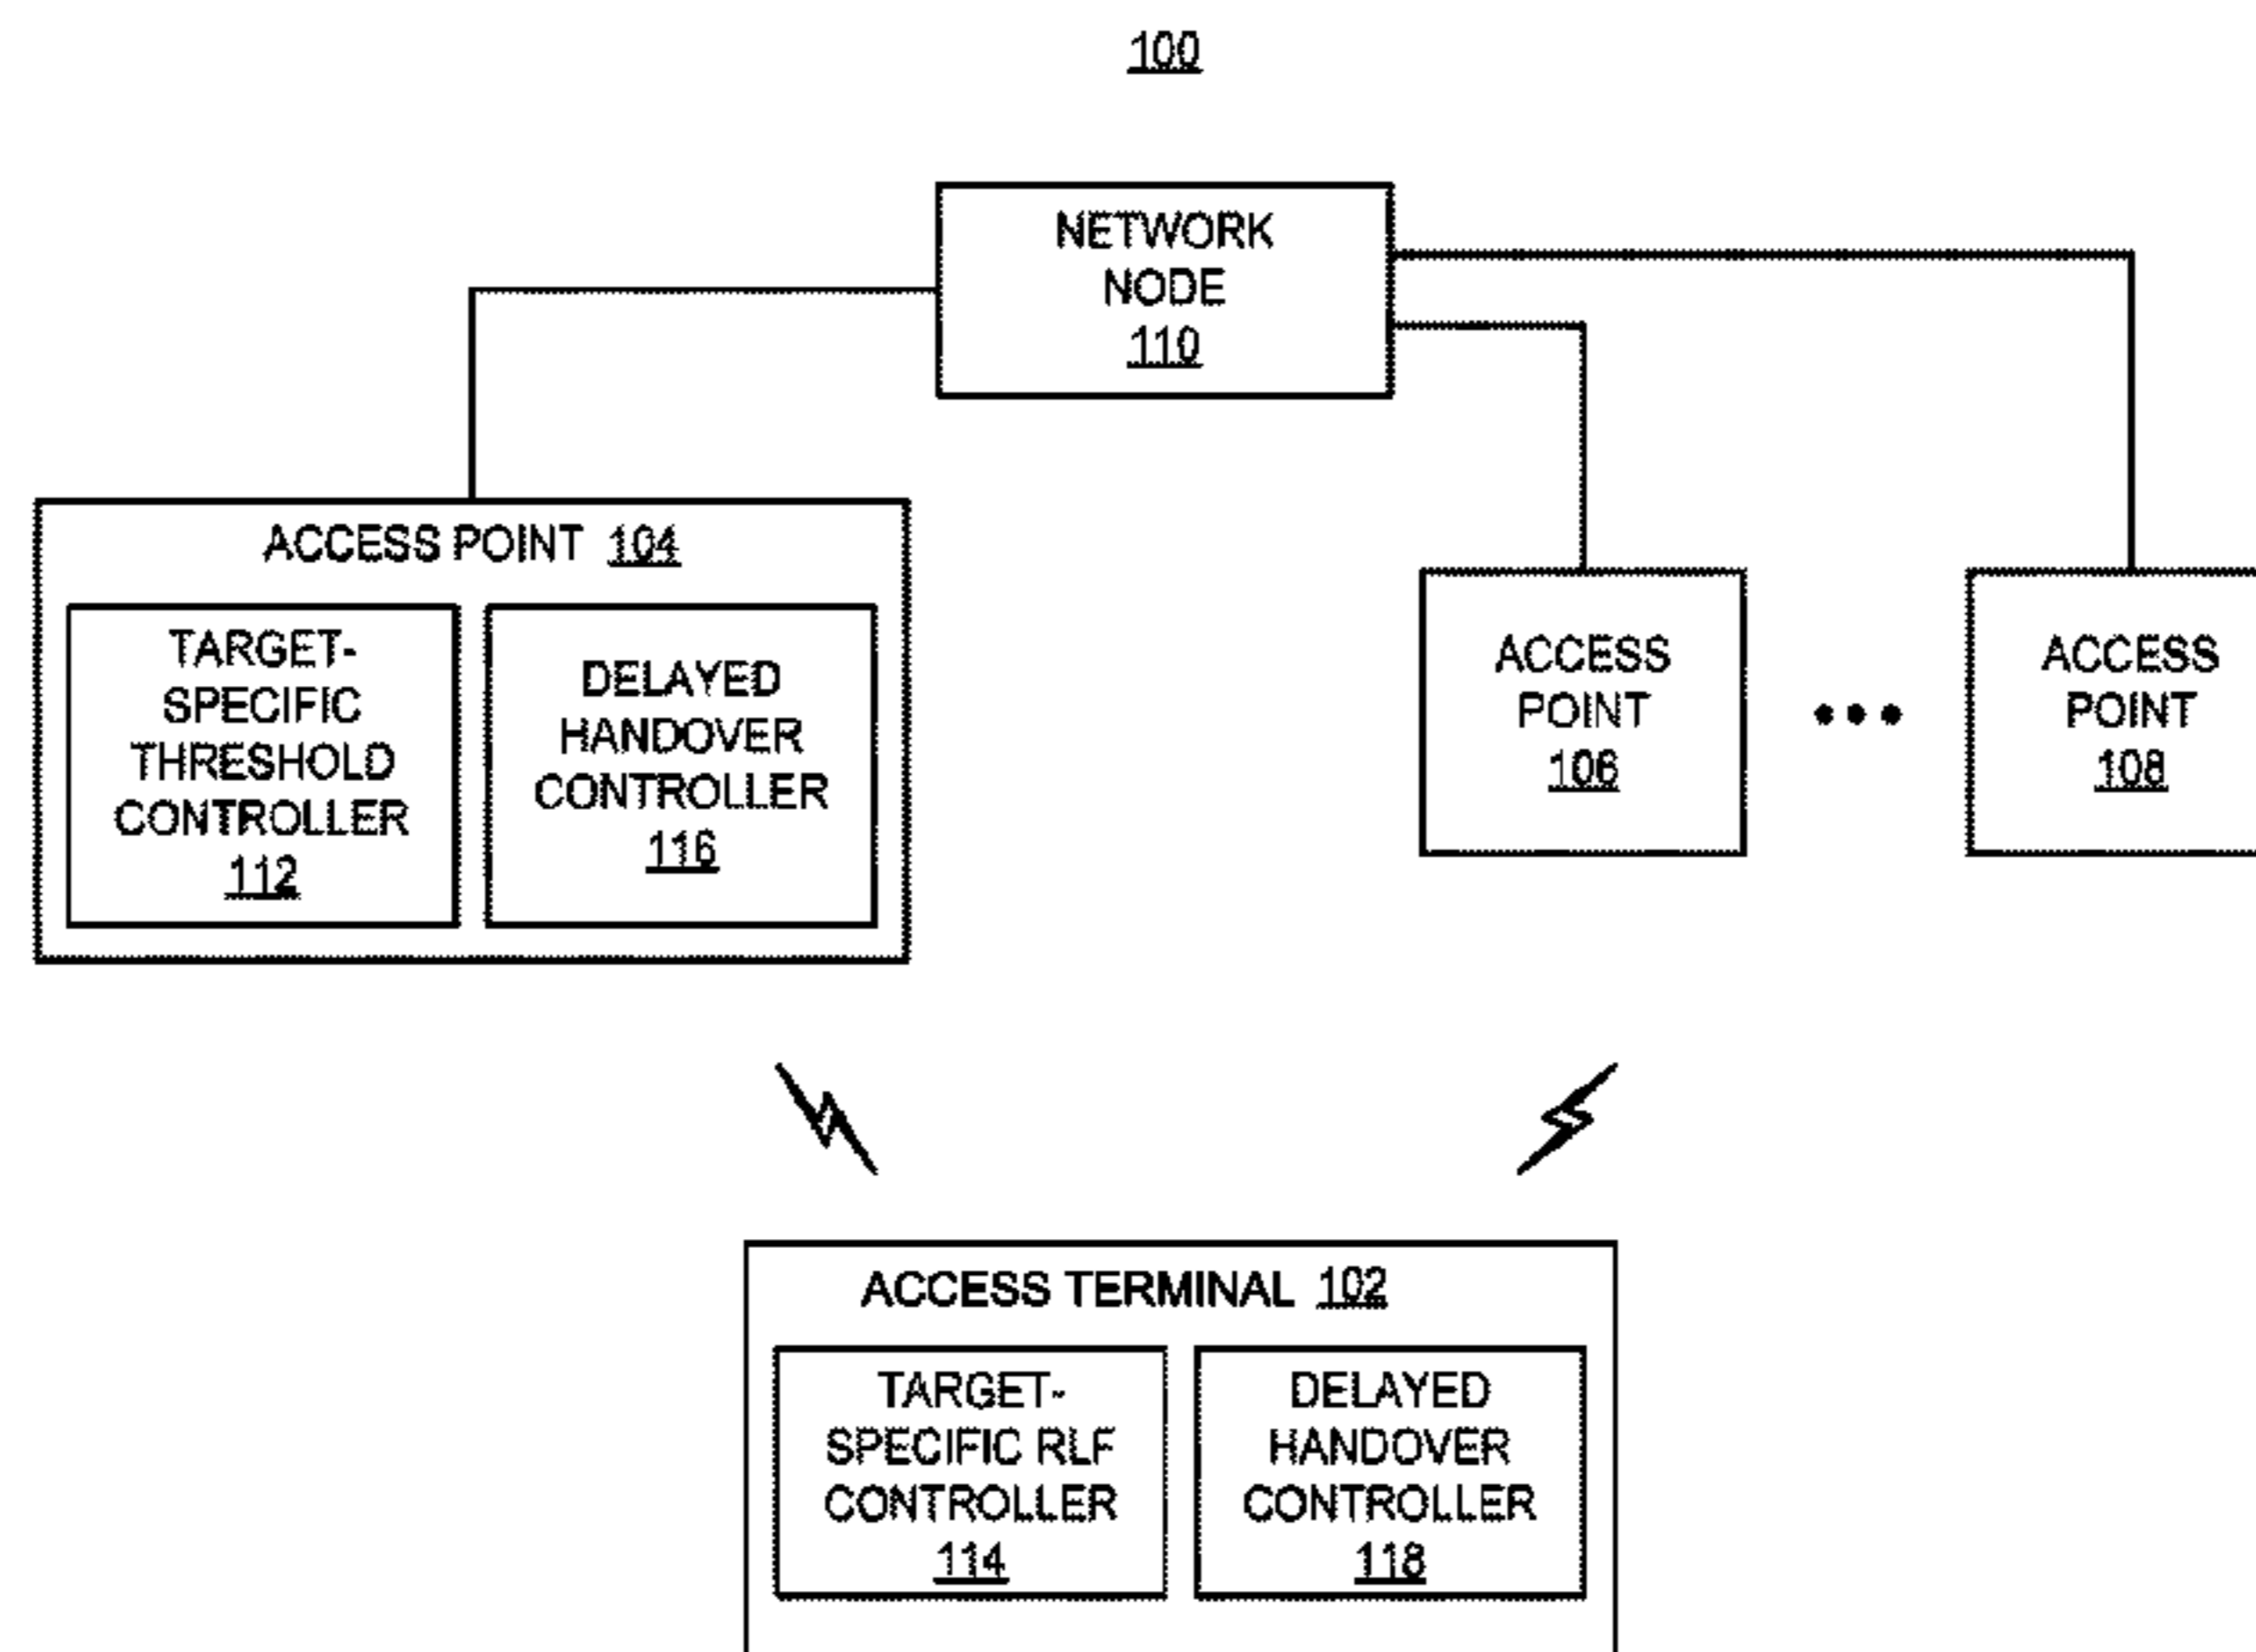 100
NETWORK
NODE
110
ACCESS POINT 104
TARGET-
SPECIFIC
THRESHOLD
CONTROLLER
112
DELAYED
HANDOVER
CONTROLLER
116
ACCESS
POINT
106
ACCESS
POINT
108
ACCESS TERMINAL 102
TARGET-
SPECIFIC RLF
CONTROLLER
114
DELAYED
HANDOVER
CONTROLLER
118